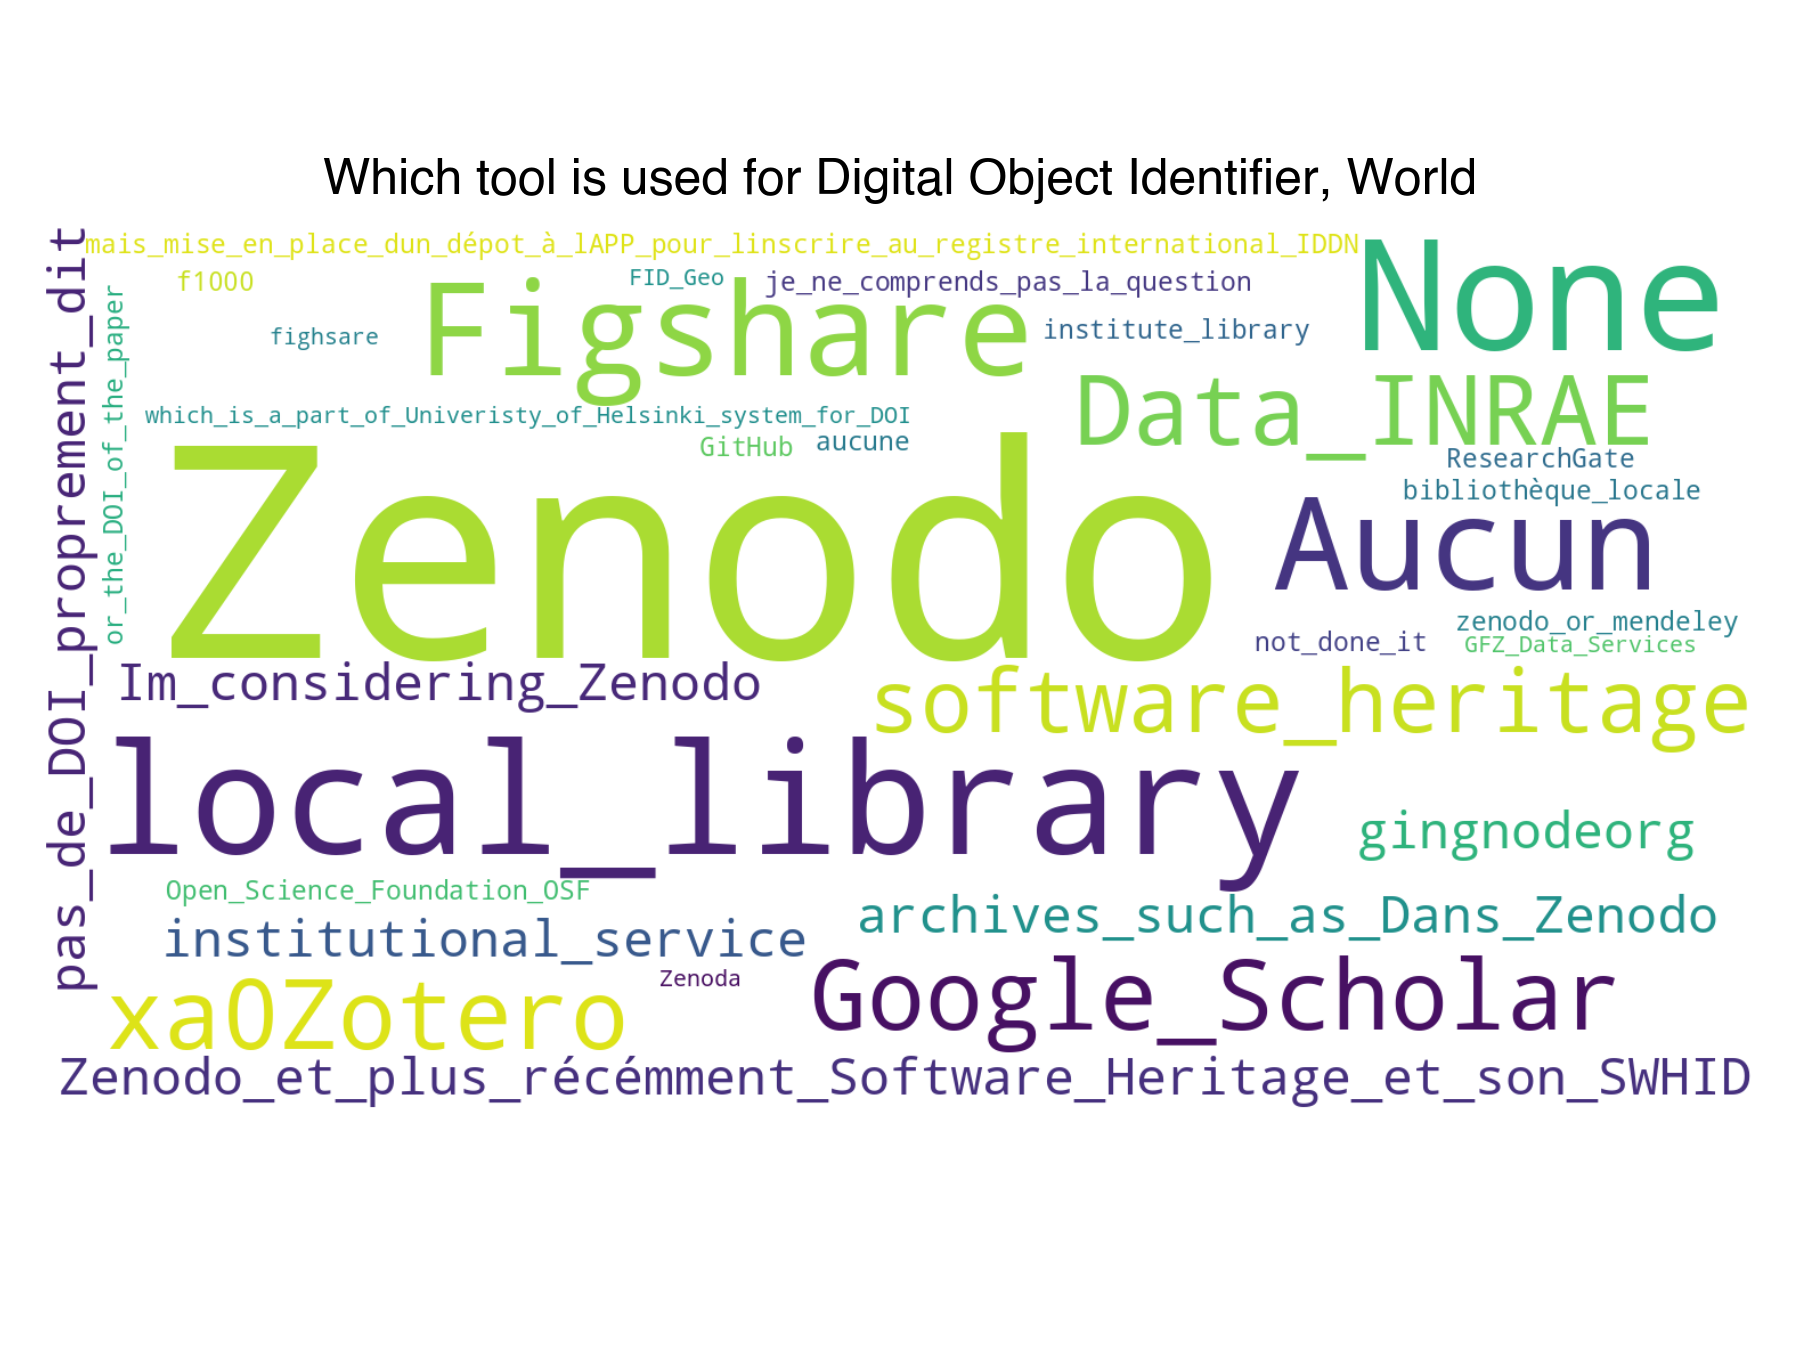 Which tool is used for Digital Object Identifier, World
pas_de_DOI_proprement_dit
mais_mise_en_place_dun_dépot_à_lAPP_pour_linscrire_au_registre_international_IDDN
None
f1000
FID_Geo
je_ne_comprends_pas_la_question
or_the_DOI_of_the_paper
Figshare
fighsare
institute_library
Data_INRAE
which_is_a_part_of_Univeristy_of_Helsinki_system_for_DOI
GitHub
aucune
ResearchGate
bibliothèque_locale
Zenodo
Aucun
zenodo_or_mendeley
not_done_it
GFZ_Data_Services
Im_considering_Zenodo
software_heritage
local_library
gingnodeorg
Open_Science_Foundation_OSF
archives_such_as_Dans_Zenodo
institutional_service
Zenoda
xa0Zotero
Google_Scholar
Zenodo_et_plus_récémment_Software_Heritage_et_son_SWHID